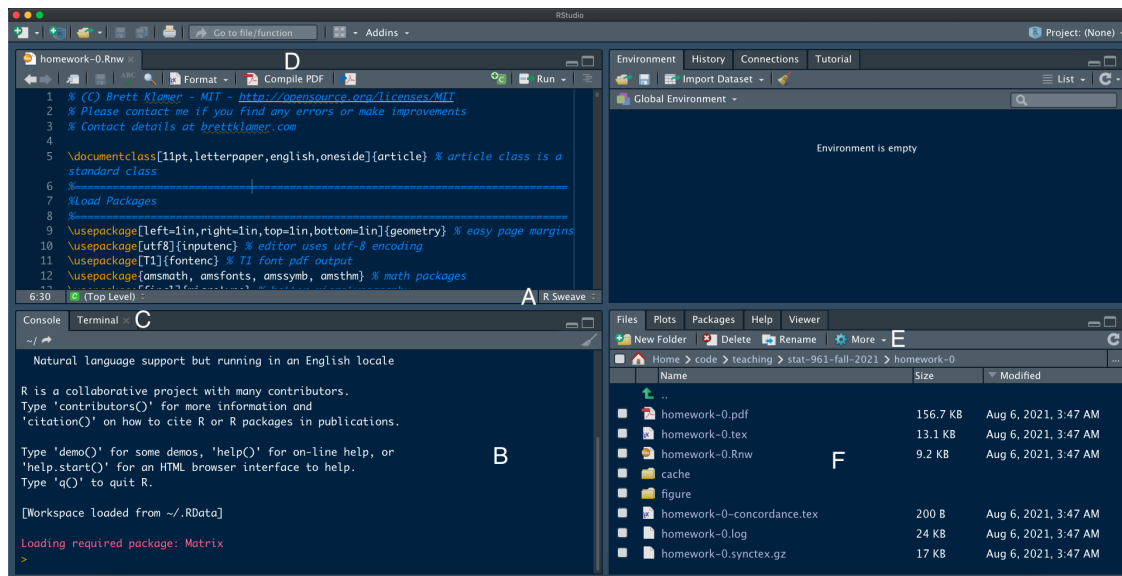 RStudio
Go to file/function
Addins
Project: (None)
homework-0.Rnw
D
ABC
Format
Compile PDF
Run
1 % (C) Brett Klamer - MIT - http://opensource.org/licenses/MIT
2 % Please contact me if you find any errors or make improvements
3 % Contact details at brettklamer.com
4
5 \documentclass[11pt,letterpaper,english,oneside]{article} % article class is a
standard class
6 %================================================================================
7 %Load Packages
8 %================================================================================
9 \usepackage[left=1in,right=1in,top=1in,bottom=1in]{geometry} % easy page margins
10 \usepackage[utf8]{inputenc} % editor uses utf-8 encoding
11 \usepackage[T1]{fontenc} % T1 font pdf output
12 \usepackage{amsmath, amsfonts, amssymb, amsthm} % math packages
6:30 (Top Level) A R Sweave
Console Terminal C
~/
Natural language support but running in an English locale
R is a collaborative project with many contributors.
Type 'contributors()' for more information and
'citation()' on how to cite R or R packages in publications.
Type 'demo()' for some demos, 'help()' for on-line help, or
'help.start()' for an HTML browser interface to help.
Type 'q()' to quit R.
B
[Workspace loaded from ~/.RData]
Loading required package: Matrix
>
Environment History Connections Tutorial
Import Dataset List
Global Environment
Environment is empty
Files Plots Packages Help Viewer
New Folder Delete Rename More E
Home > code > teaching > stat-961-fall-2021 > homework-0 ...
Name Size Modified
..
homework-0.pdf 156.7 KB Aug 6, 2021, 3:47 AM
homework-0.tex 13.1 KB Aug 6, 2021, 3:47 AM
homework-0.Rnw 9.2 KB Aug 6, 2021, 3:47 AM
F
cache
figure
homework-0-concordance.tex 200 B Aug 6, 2021, 3:47 AM
homework-0.log 24 KB Aug 6, 2021, 3:47 AM
homework-0.synctex.gz 17 KB Aug 6, 2021, 3:47 AM